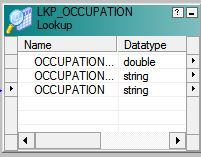 LKP_OCCUPATION
Lookup
Name Datatype
OCCUPATION... double
OCCUPATION... string
OCCUPATION string